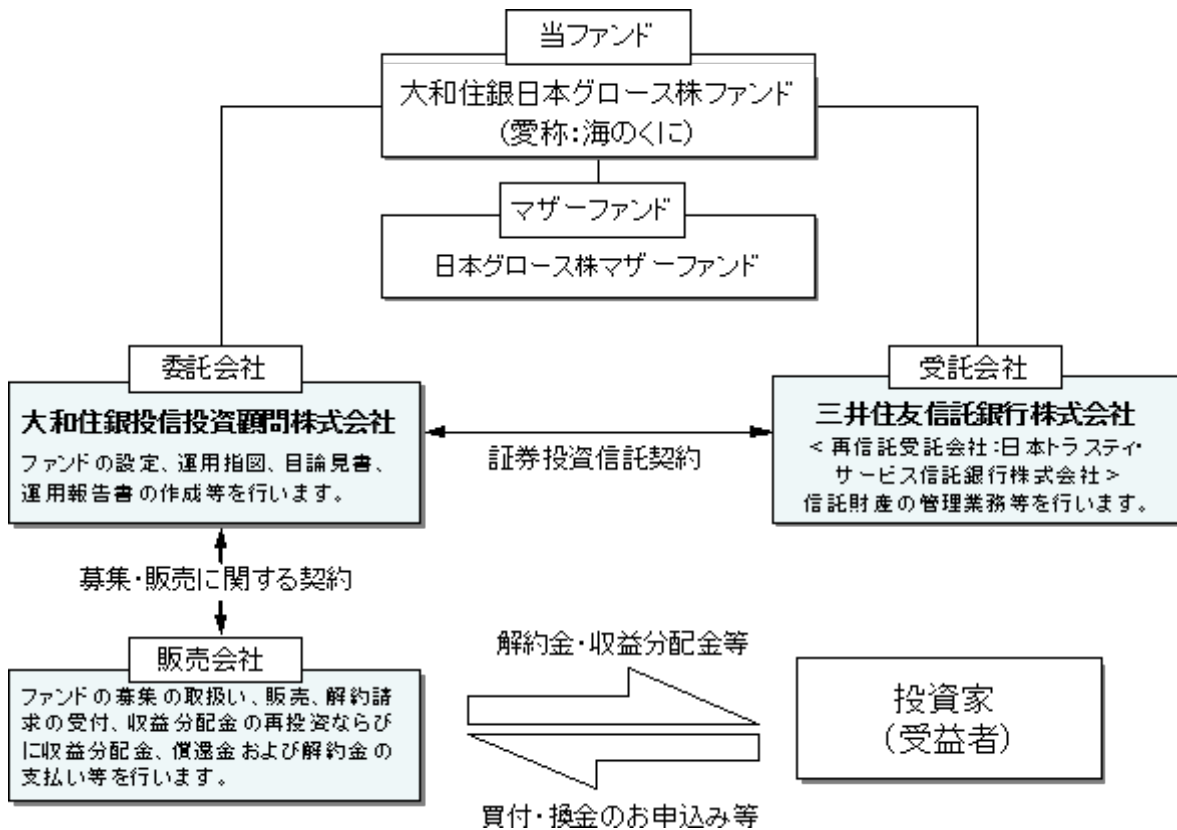 当ファンド
大和住銀日本グロース株ファンド
(愛称:海のくに)
マザーファンド
日本グロース株マザーファンド
委託会社
大和住銀投信投資顧問株式会社
ファンドの設定、運用指図、目論見書、
運用報告書の作成等を行います。
証券投資信託契約
受託会社
三井住友信託銀行株式会社
<再信託受託会社:日本トラスティ・
サービス信託銀行株式会社>
信託財産の管理業務等を行います。
募集・販売に関する契約
販売会社
ファンドの募集の取扱い、販売、解約請
求の受付、収益分配金の再投資ならび
に収益分配金、償還金および解約金の
支払い等を行います。
解約金・収益分配金等
買付・換金のお申込み等
投資家
(受益者)